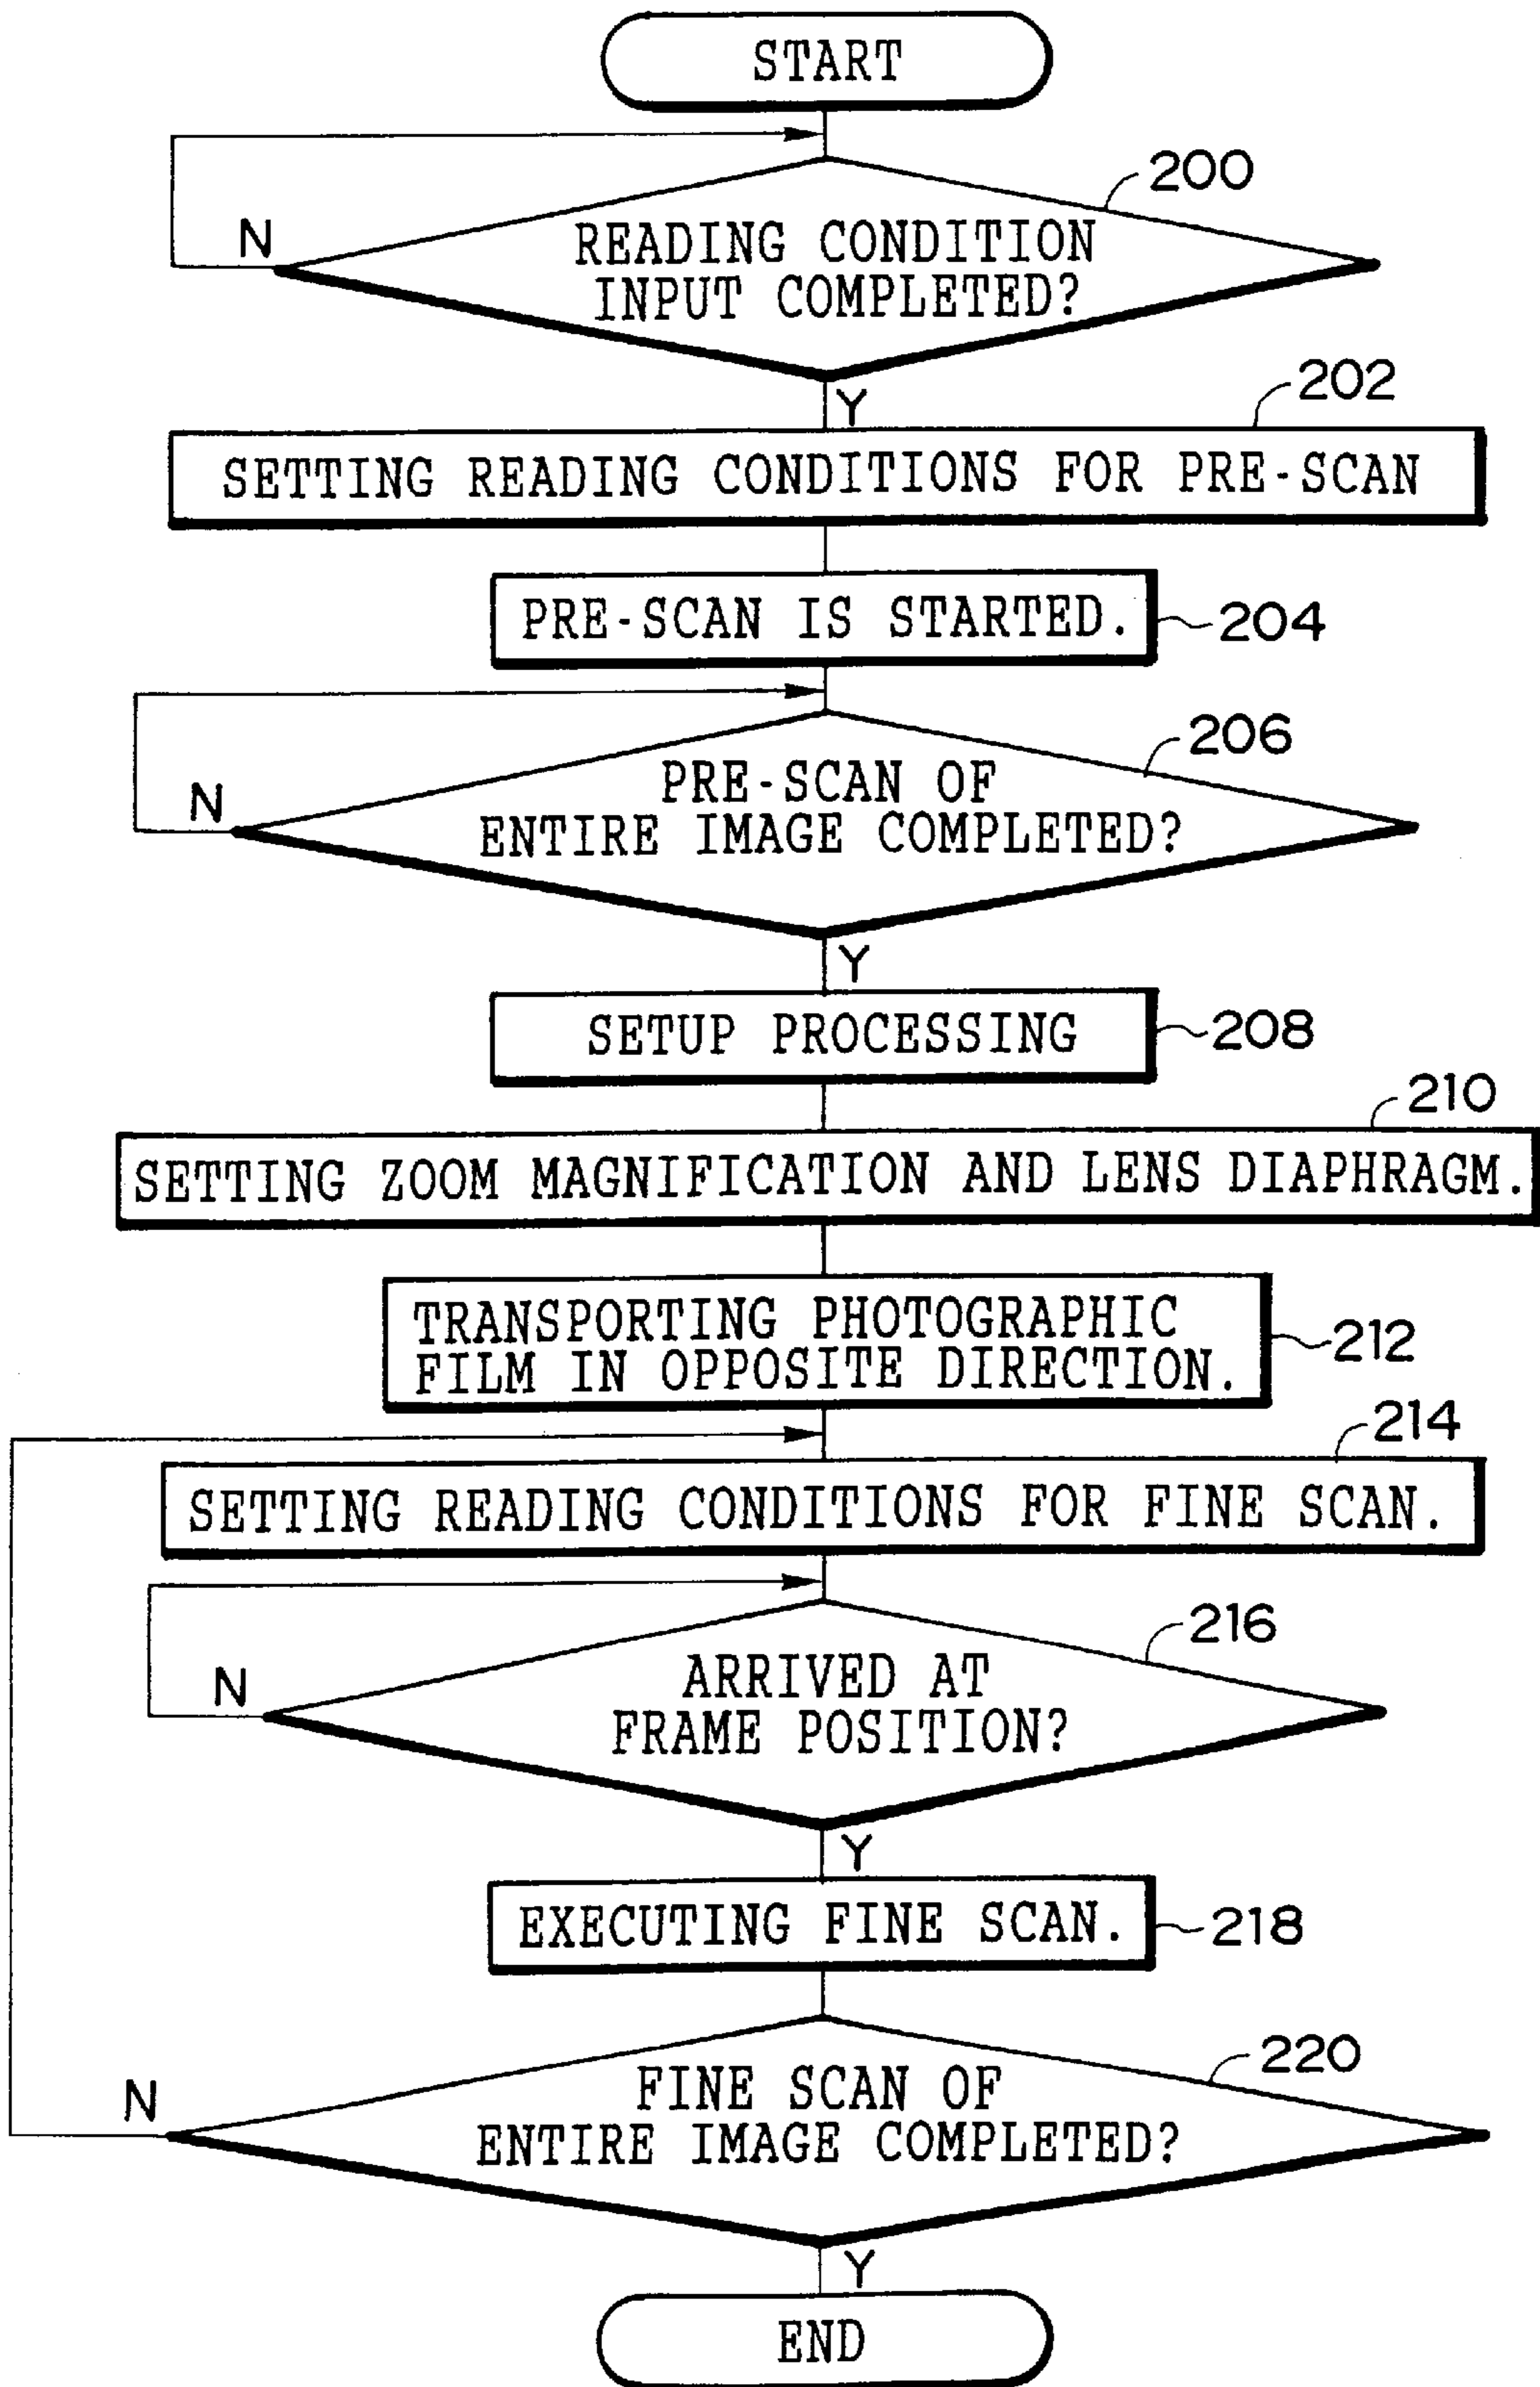 START
200
N
READING CONDITION
INPUT COMPLETED?
Y
202
SETTING READING CONDITIONS FOR PRE-SCAN
PRE-SCAN IS STARTED.
204
206
N
PRE-SCAN OF
ENTIRE IMAGE COMPLETED?
Y
SETUP PROCESSING
208
210
SETTING ZOOM MAGNIFICATION AND LENS DIAPHRAGM.
TRANSPORTING PHOTOGRAPHIC
FILM IN OPPOSITE DIRECTION.
212
214
SETTING READING CONDITIONS FOR FINE SCAN.
216
N
ARRIVED AT
FRAME POSITION?
Y
EXECUTING FINE SCAN.
218
220
N
FINE SCAN OF
ENTIRE IMAGE COMPLETED?
Y
END